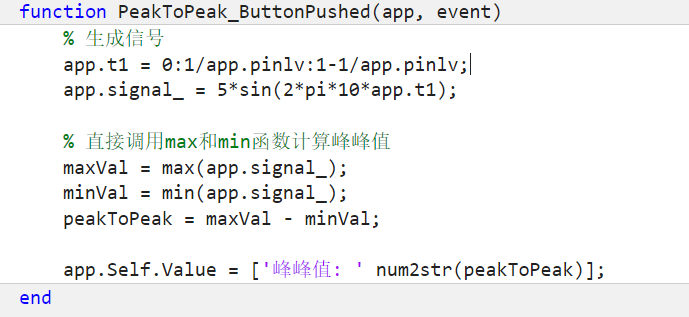 function PeakToPeak_ButtonPushed(app, event)
% 生成信号
app.t1 = 0:1/app.pinlv:1-1/app.pinlv;
app.signal_ = 5*sin(2*pi*10*app.t1);
% 直接调用max和min函数计算峰峰值
maxVal = max(app.signal_);
minVal = min(app.signal_);
peakToPeak = maxVal - minVal;
app.Self.Value = ['峰峰值: ' num2str(peakToPeak)];
end